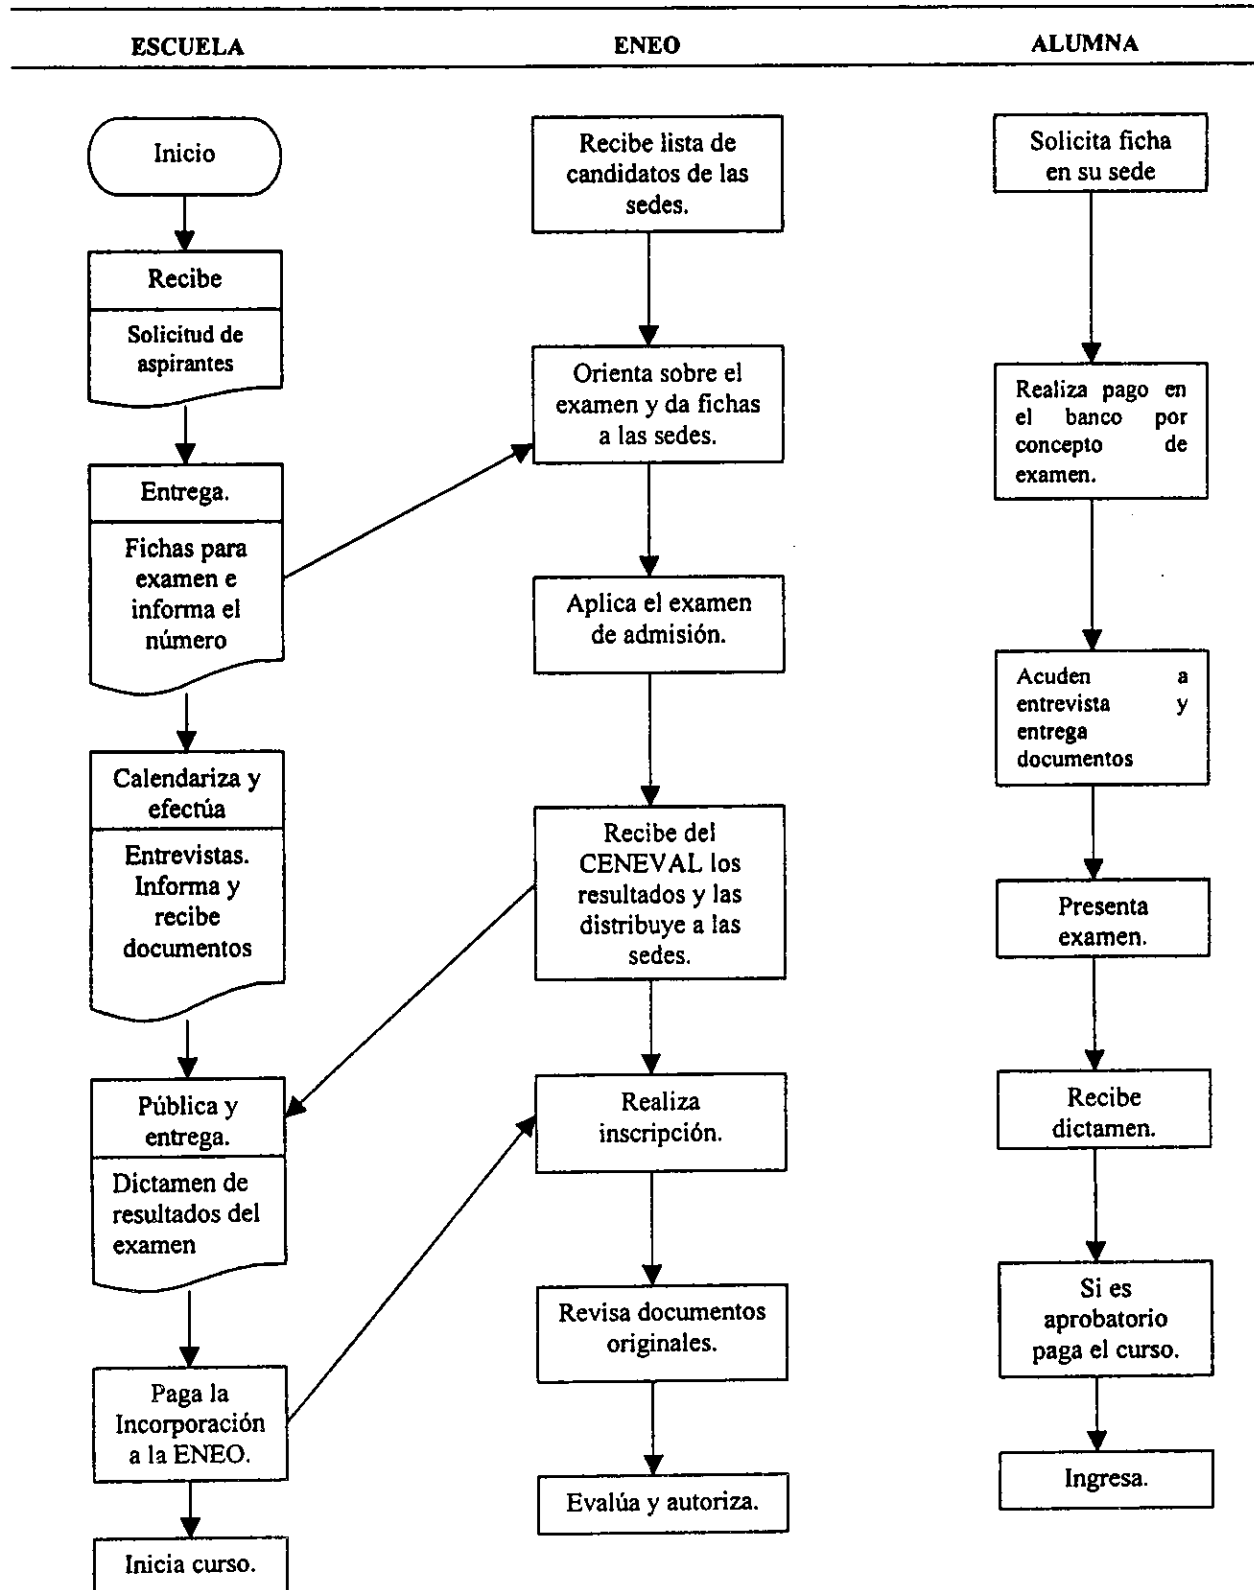 ESCUELA
ENEO
ALUMNA
Inicio
Recibe
Solicitud de
aspirantes
Entrega.
Fichas para
examen e
informa el
número
Calendariza y
efectúa
Entrevistas.
Informa y
recibe
documentos
Pública y
entrega.
Dictamen de
resultados del
examen
Paga la
Incorporación
a la ENEO.
Inicia curso.
Recibe lista de
candidatos de las
sedes.
Orienta sobre el
examen y da fichas
a las sedes.
Aplica el examen
de admisión.
Recibe del
CENEVAL los
resultados y las
distribuye a las
sedes.
Realiza
inscripción.
Revisa documentos
originales.
Evalúa y autoriza.
Solicita ficha
en su sede
Realiza pago en
el banco por
concepto de
examen.
Acuden a
entrevista y
entrega
documentos
Presenta
examen.
Recibe
dictamen.
Si es
aprobatorio
paga el curso.
Ingresa.